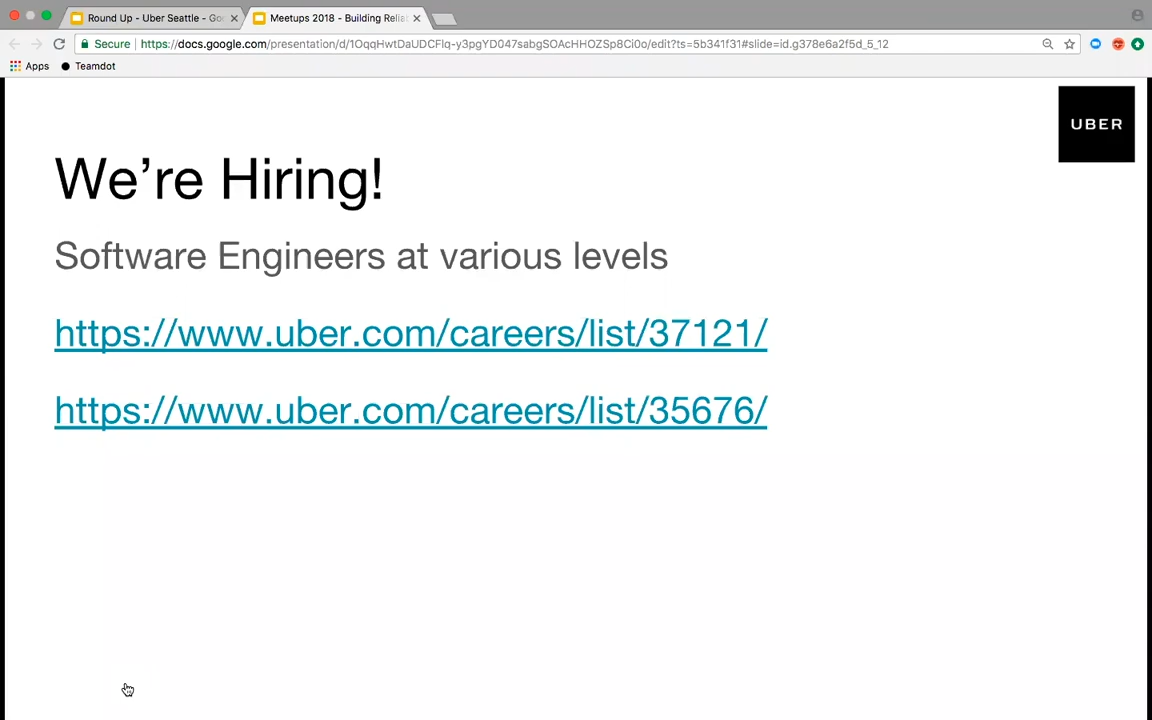 Round Up - Uber Seattle - Goo
Meetups 2018 - Building Relia
Secure
https://docs.google.com/presentation/d/1OqqHwtDaUDCFlq-y3pgYD047sabgSOAcHHOZSp8Ci0o/edit?ts=5b341f31#slide=id.g378e6a2f5d_5_12
Apps
Teamdot
UBER
We're Hiring!
Software Engineers at various levels
https://www.uber.com/careers/list/37121/
https://www.uber.com/careers/list/35676/